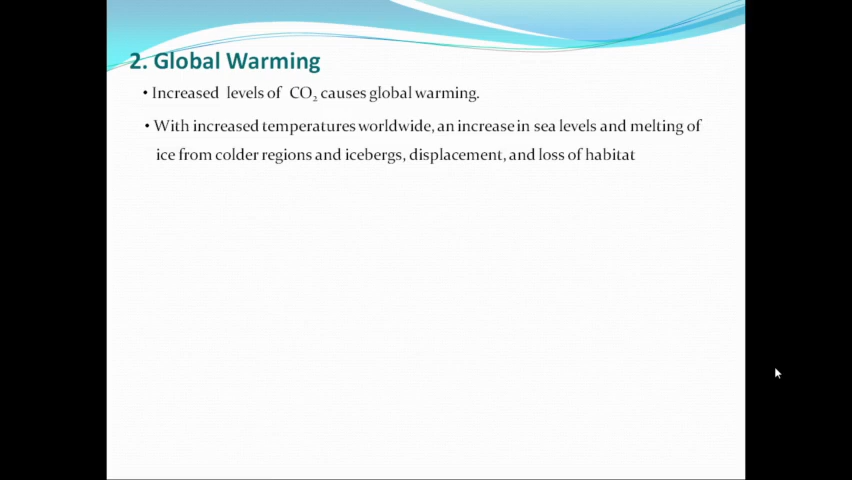 2. Global Warming
• Increased levels of CO₂ causes global warming.
• With increased temperatures worldwide, an increase in sea levels and melting of
ice from colder regions and icebergs, displacement, and loss of habitat